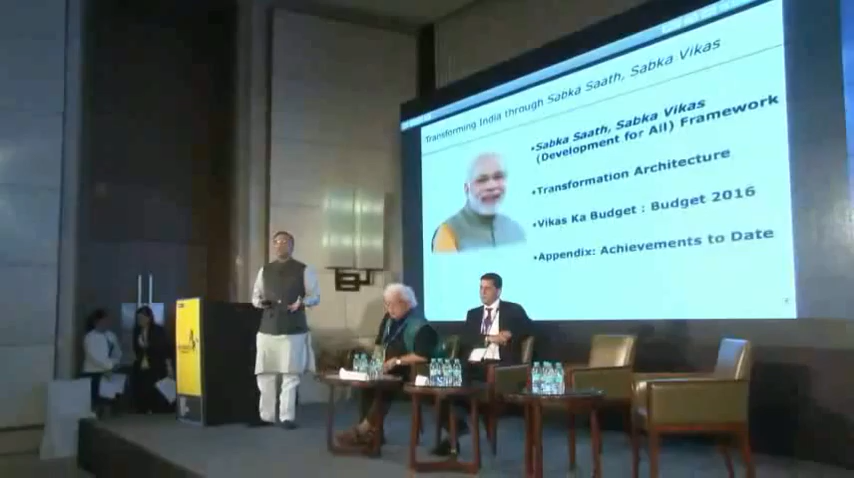 Transforming India through Sabka Saath, Sabka Vikas
•Sabka Saath, Sabka Vikas
(Development for All) Framework
•Transformation Architecture
•Vikas Ka Budget : Budget 2016
•Appendix: Achievements to Date